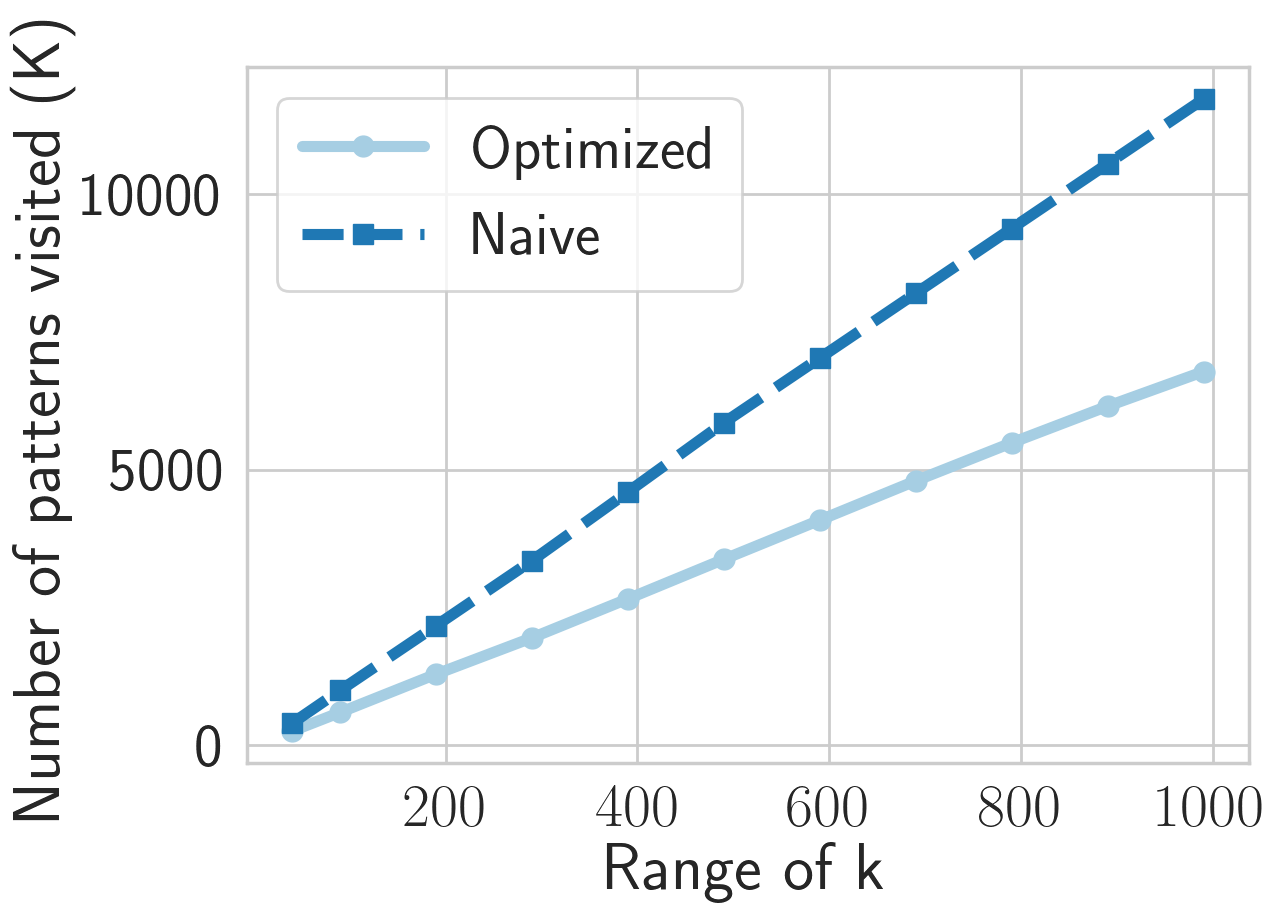 Number of patterns visited (K)
Optimized
Naive
10000
5000
0
200 400 600 800 1000
Range of k